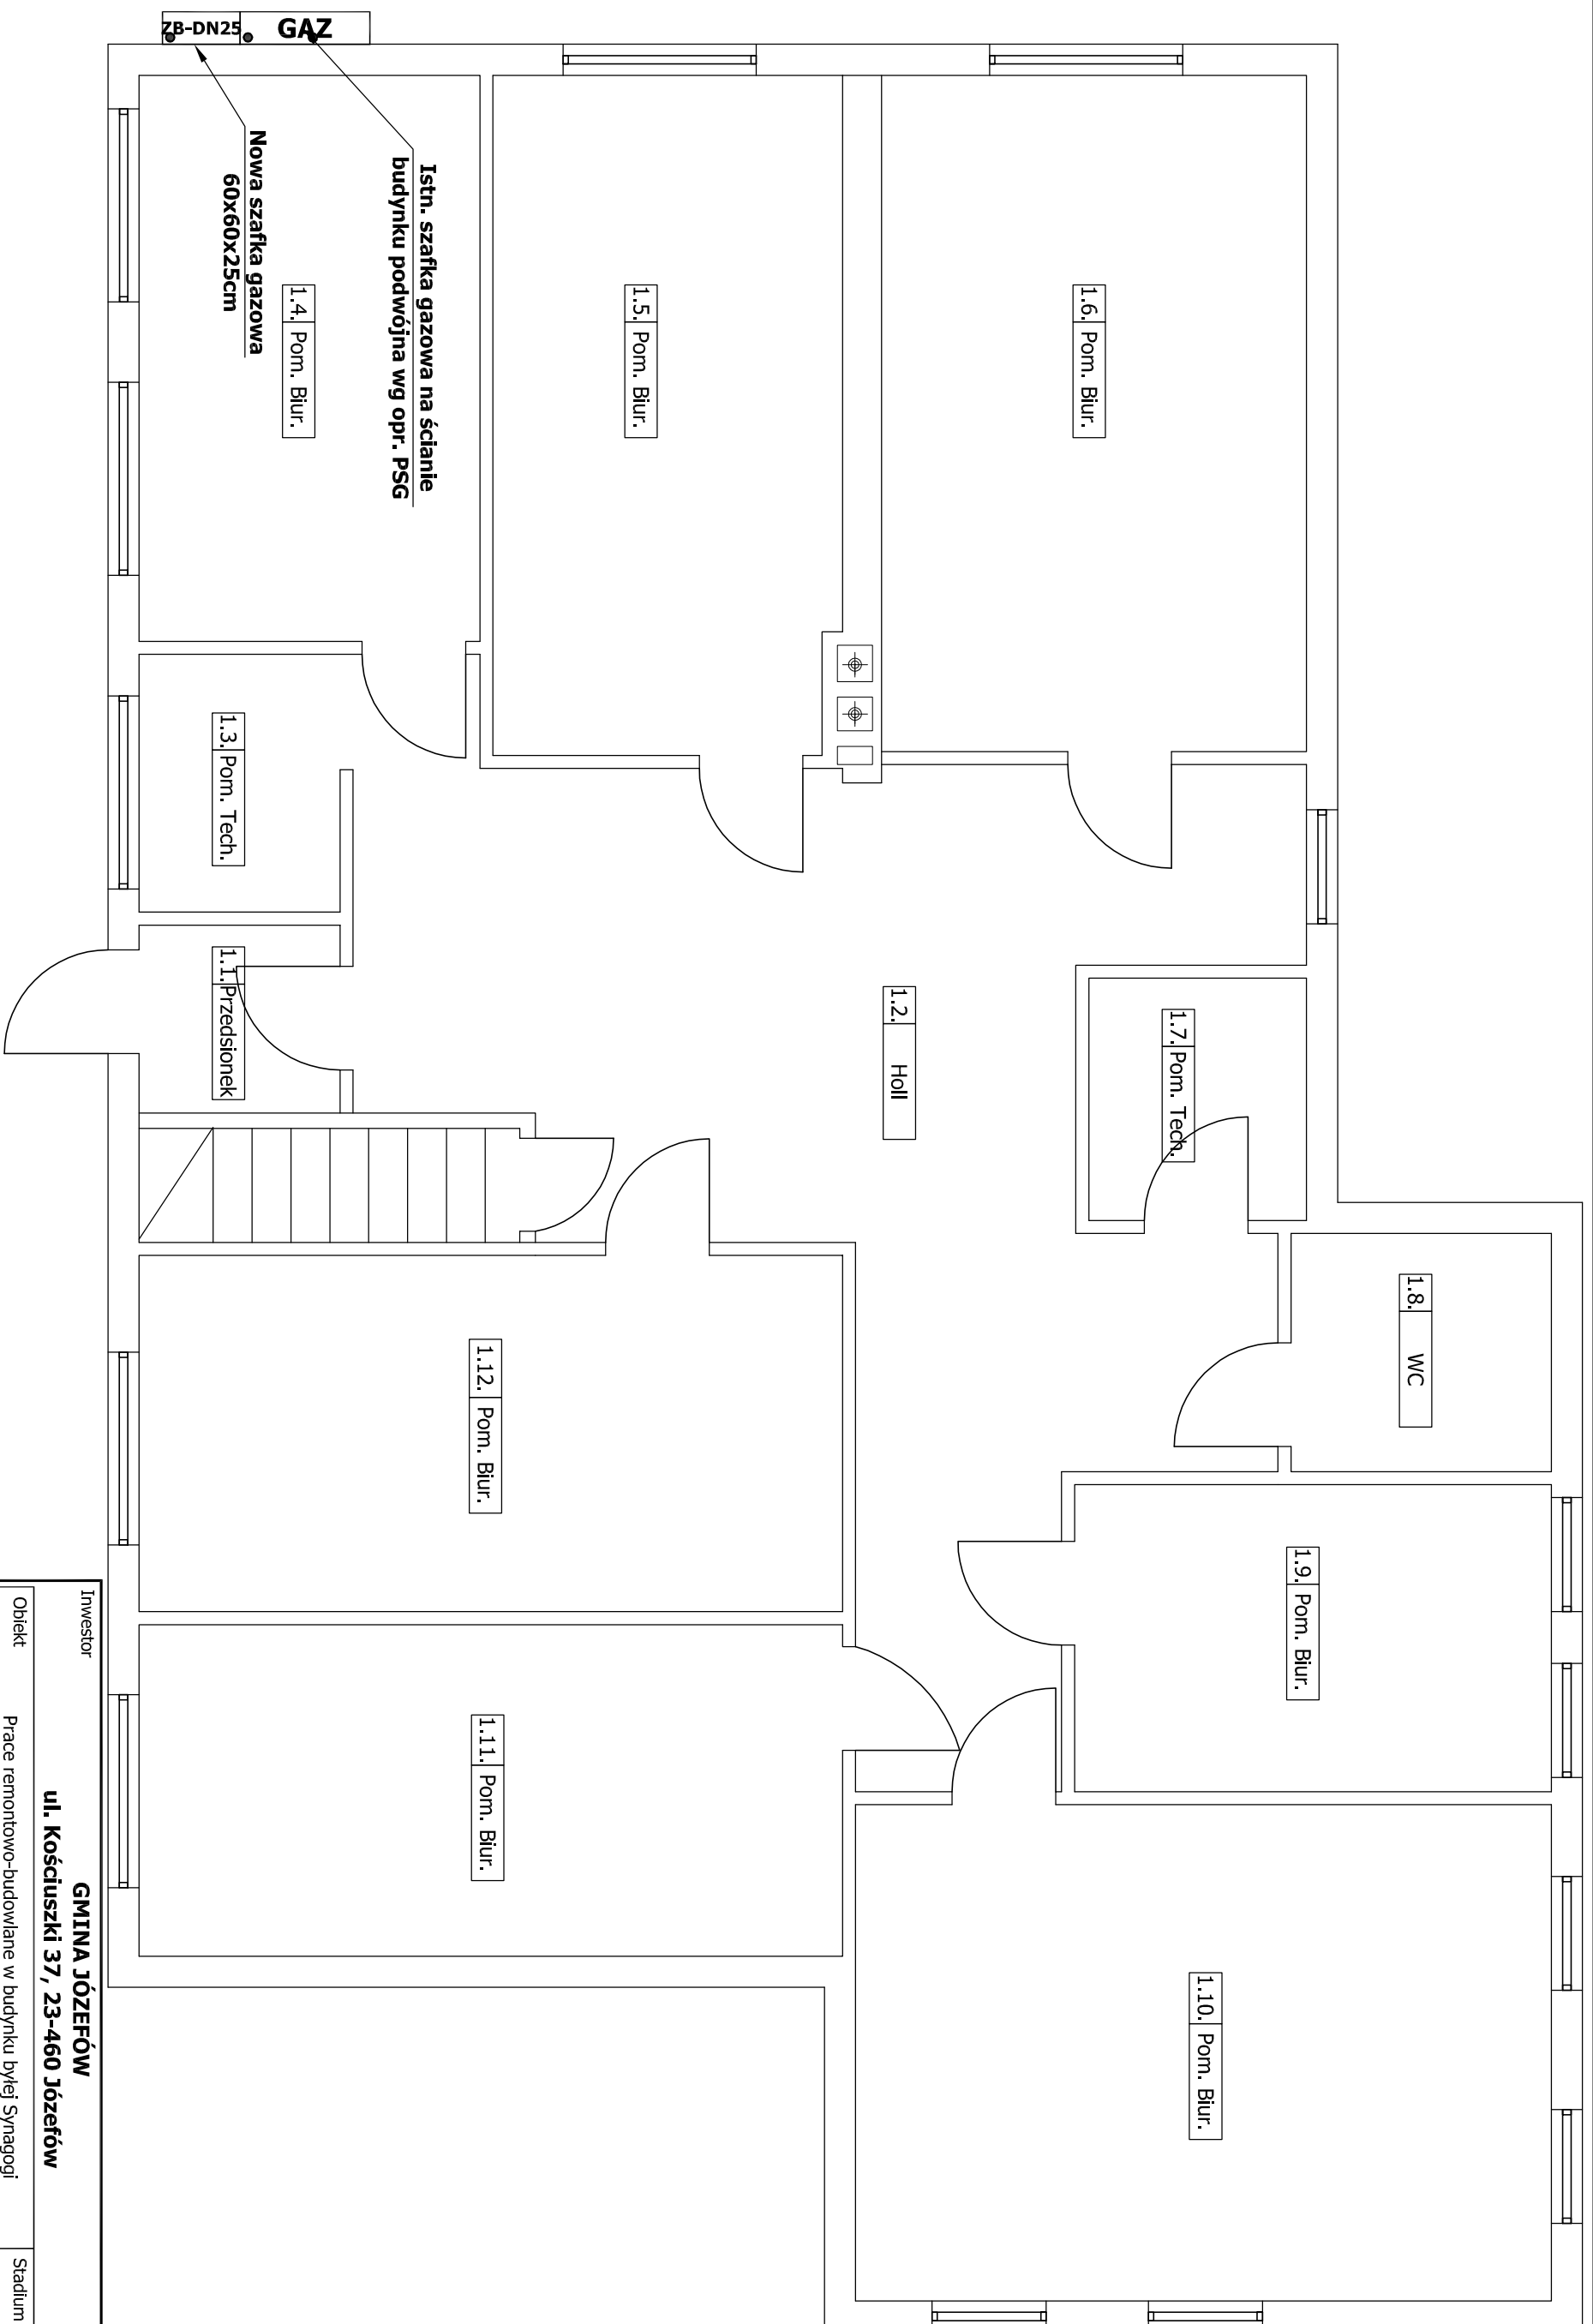 ZB-DN25
GAZ
Nowa szafka gazowa
60x60x25cm
Istn. szafka gazowa na ścianie
budynku podwójna wg opr. PSG
1.4. Pom. Biur.
1.5. Pom. Biur.
1.6. Pom. Biur.
1.3. Pom. Tech.
1.1. Przedsionek
1.2. Holl
1.7. Pom. Tech.
1.8. WC
1.12. Pom. Biur.
1.9. Pom. Biur.
1.11. Pom. Biur.
1.10. Pom. Biur.
Inwestor
GMINA JÓZEFÓW
ul. Kościuszki 37, 23-460 Józefów
Obiekt
Prace remontowo-budowlane w budynku byłej Synagogi
Stadium